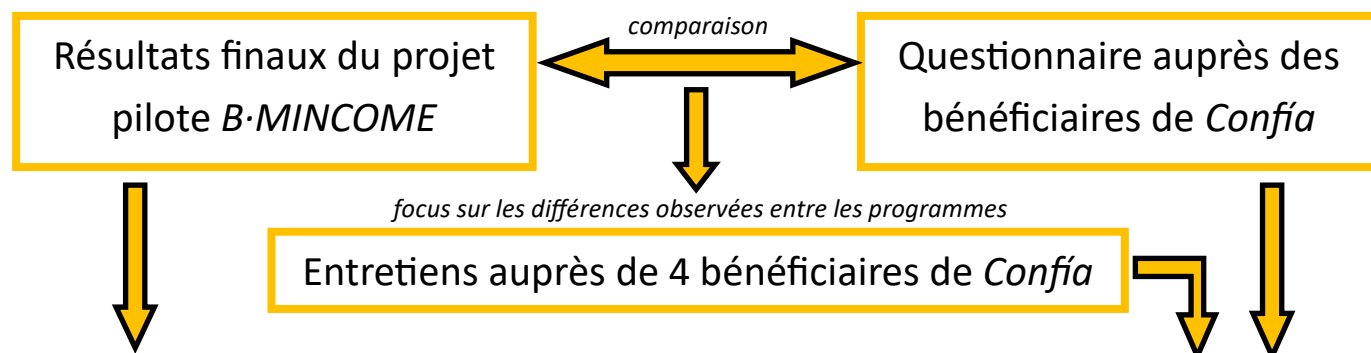 comparaison
Résultats finaux du projet
pilote B·MINCOME
Questionnaire auprès des
bénéficiaires de Confía
focus sur les différences observées entre les programmes
Entretiens auprès de 4 bénéficiaires de Confía